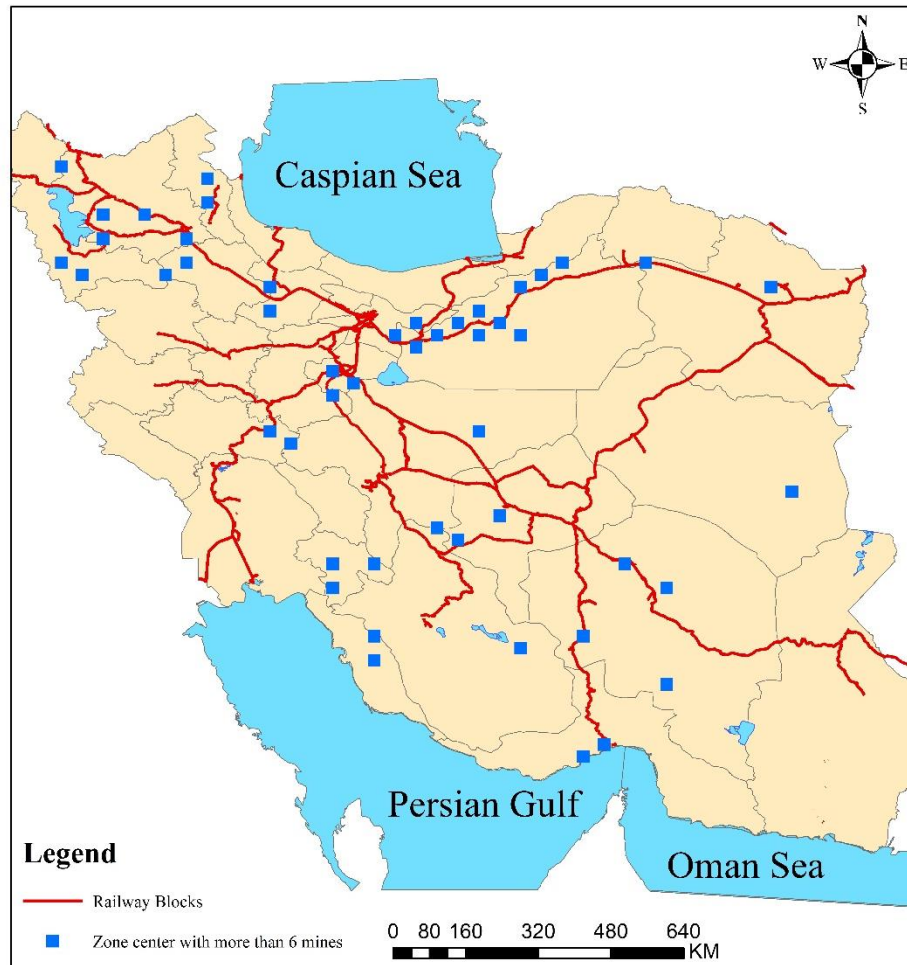 N
W E
S
Caspian Sea
Persian Gulf
Oman Sea
Legend
Railway Blocks
Zone center with more than 6 mines
0 80 160 320 480 640
KM